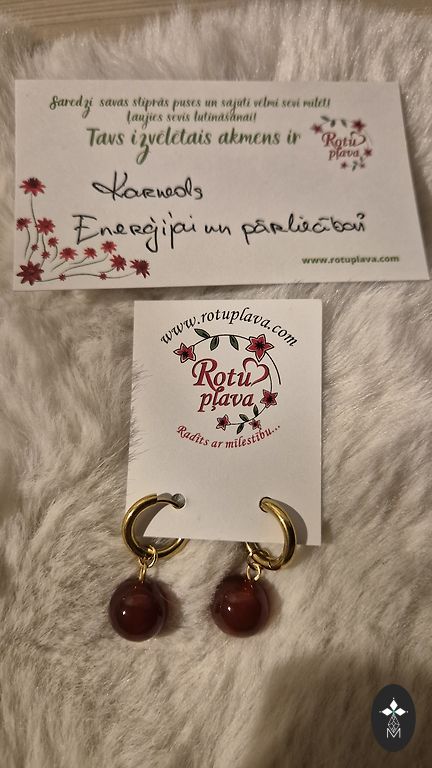 Saredzi savas stiprās puses un sajūti vēlmi sevi mīlēt!
Ļaujies sevis lutināšanai!
Tavs izvēlētais akmens ir
Rotu
pļava
Karneols
Enerģijai un pārliecībai
www.rotuplava.com
www.rotuplava.com
Rotu
pļava
Radīts ar mīlestību...
M